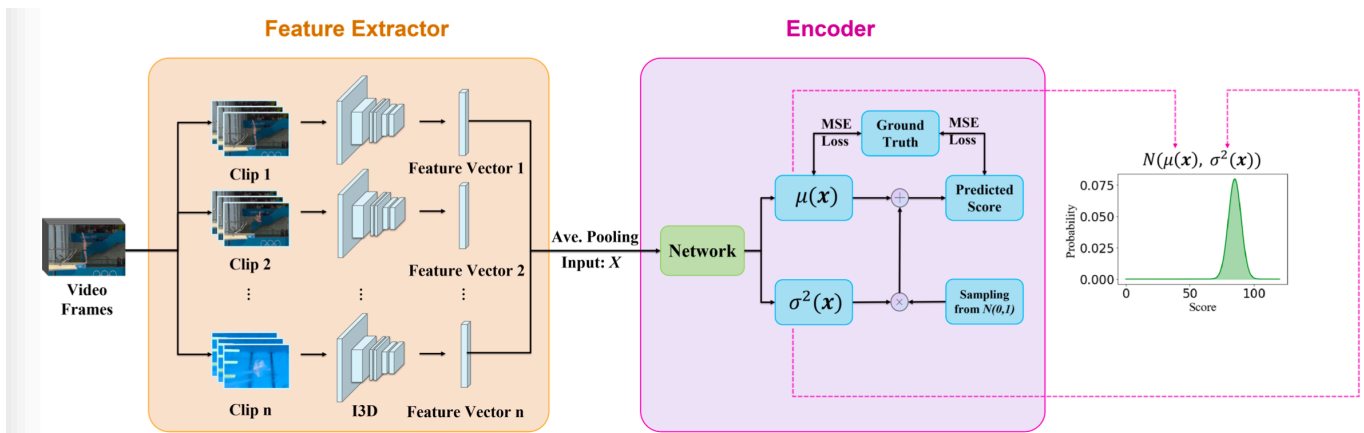 Feature Extractor
Encoder
Video
Frames
Clip 1
Clip 2
⋮
Clip n
I3D
Feature Vector 1
Feature Vector 2
⋮
Feature Vector n
Ave. Pooling
Input: X
Network
μ(x)
σ²(x)
MSE
Loss
Ground
Truth
MSE
Loss
Predicted
Score
+
×
Sampling
from N(0,1)
N(μ(x), σ²(x))
Probability
0.075
0.050
0.025
0.000
0
50
100
Score